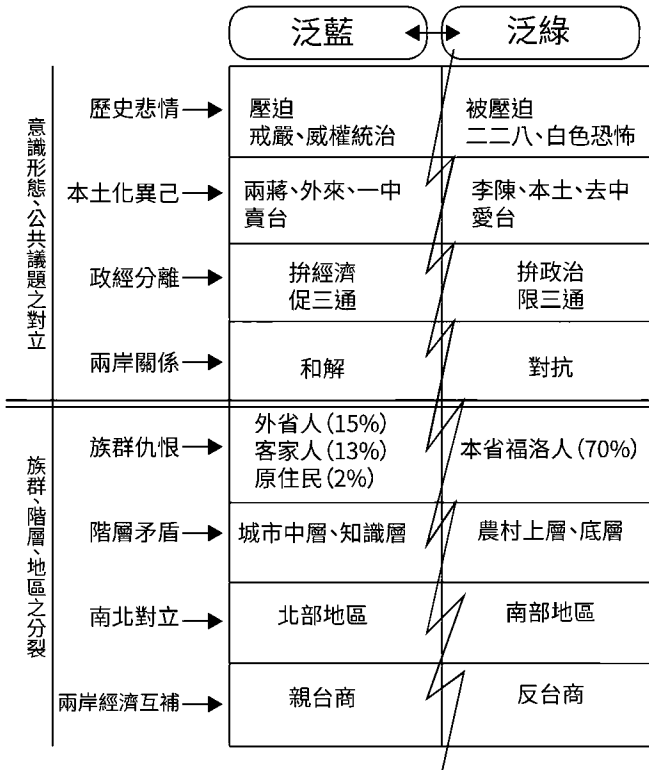 泛藍 泛綠
意識形態、公共議題之對立
歷史悲情
壓迫
戒嚴、威權統治
被壓迫
二二八、白色恐怖
本土化異己
兩蔣、外來、一中
賣台
李陳、本土、去中
愛台
政經分離
拚經濟
促三通
拚政治
限三通
兩岸關係
和解
對抗
族群、階層、地區之分裂
族群仇恨
外省人(15%)
客家人(13%)
原住民(2%)
本省福洛人(70%)
階層矛盾
城市中層、知識層
農村上層、底層
南北對立
北部地區
南部地區
兩岸經濟互補
親台商
反台商